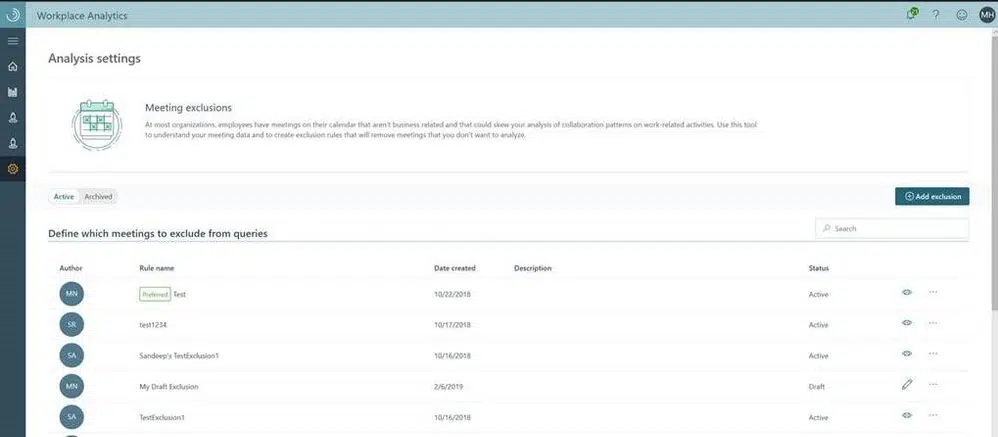 Workplace Analytics
21
MH
Analysis settings
Meeting exclusions
At most organizations, employees have meetings on their calendar that aren't business related and that could skew your analysis of collaboration patterns on work-related activities. Use this tool
to understand your meeting data and to create exclusion rules that will remove meetings that you don't want to analyze.
Active Archived
Add exclusion
Define which meetings to exclude from queries
Search
Author Rule name Date created Description Status
MN Preferred Test 10/22/2018 Active
SR test1234 10/17/2018 Active
SA Sandeep's TestExclusion1 10/16/2018 Active
MN My Draft Exclusion 2/6/2019 Draft
SA TestExclusion1 10/16/2018 Active